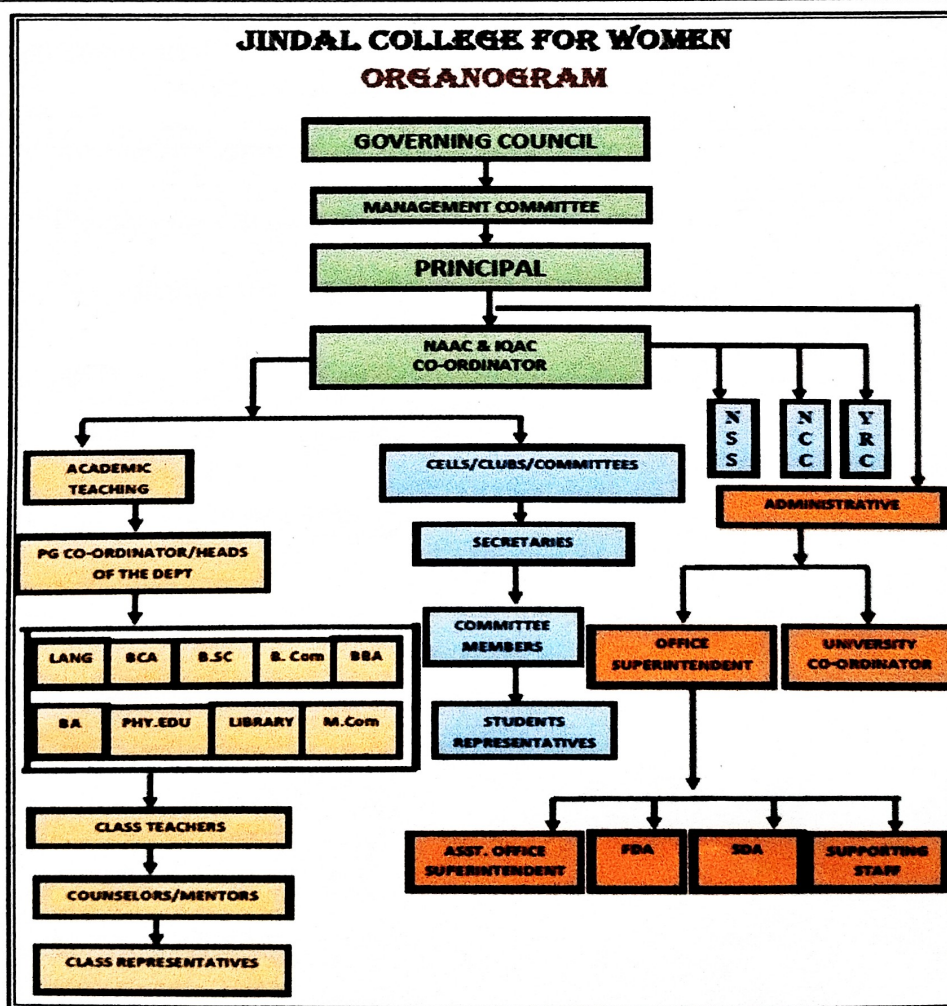 JINDAL COLLEGE FOR WOMEN
ORGANOGRAM
GOVERNING COUNCIL
MANAGEMENT COMMITTEE
PRINCIPAL
NAAC & IQAC
CO-ORDINATOR
NSS
NCC
YRC
ACADEMIC
TEACHING
CELLS/CLUBS/COMMITTEES
ADMINISTRATIVE
PG CO-ORDINATOR/HEADS
OF THE DEPT
SECRETARIES
COMMITTEE
MEMBERS
OFFICE
SUPERINTENDENT
UNIVERSITY
CO-ORDINATOR
LANG
BCA
B.SC
B. Com
BBA
BA
PHY.EDU
LIBRARY
M.Com
STUDENTS
REPRESENTATIVES
CLASS TEACHERS
ASST. OFFICE
SUPERINTENDENT
FDA
SDA
SUPPORTING
STAFF
COUNSELORS/MENTORS
CLASS REPRESENTATIVES